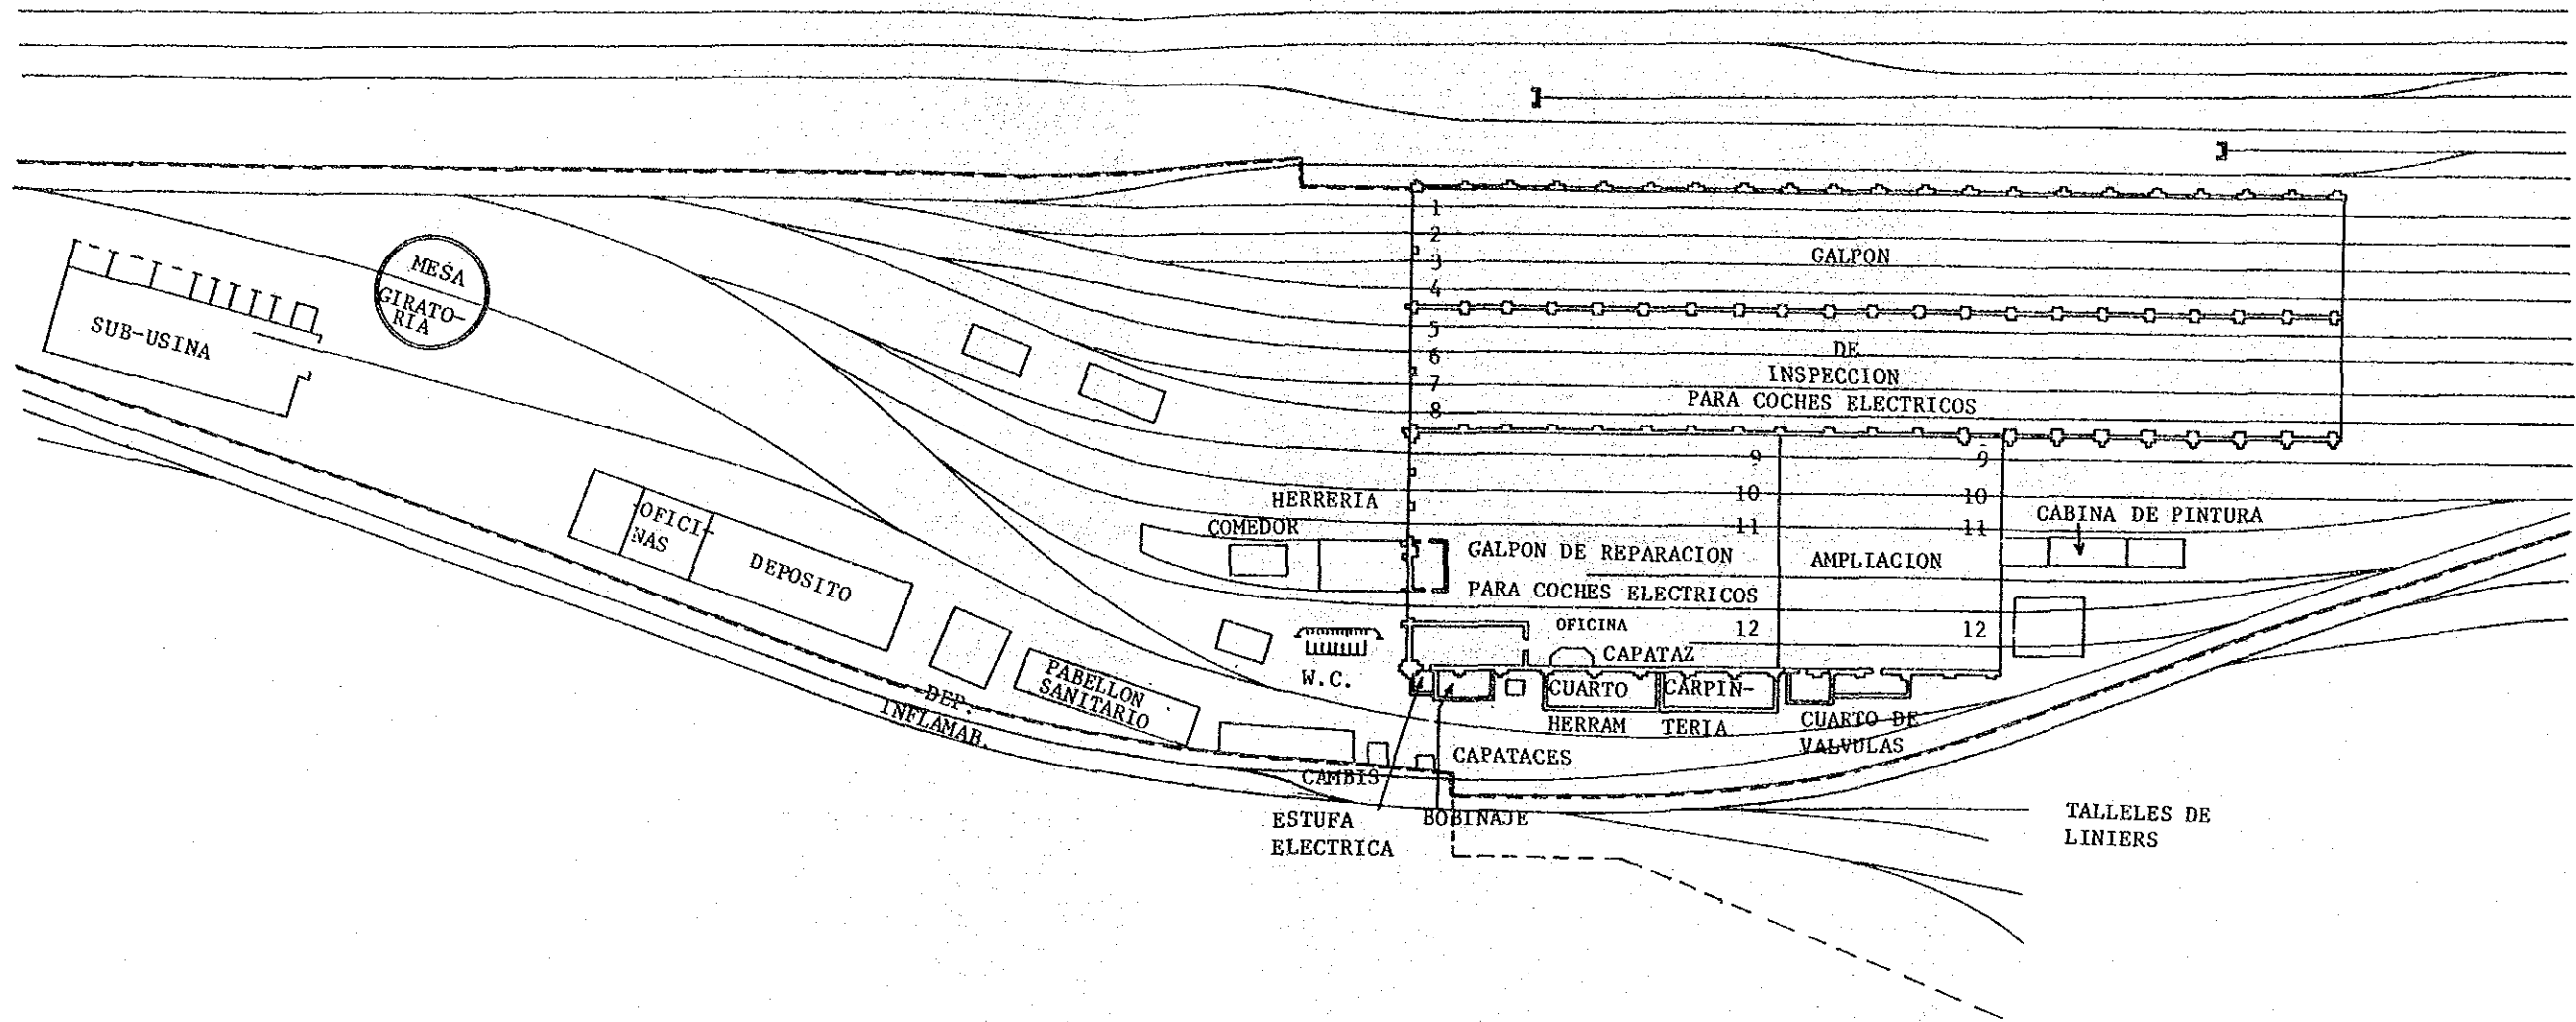 1
2
3
4
GALPON
5
6
7
8
DE
INSPECCION
PARA COCHES ELECTRICOS
MESA
GIRATO-
RIA
SUB-USINA
OFICI-
NAS
DEPOSITO
HERRERIA
COMEDOR
9
10
11
9
10
11
GALPON DE REPARACION
PARA COCHES ELECTRICOS
AMPLIACION
CABINA DE PINTURA
OFICINA
CAPATAZ
12
12
W.C.
DEP.
INFLAMAB.
PABELLON
SANITARIO
CUARTO
HERRAM
CARPIN-
TERIA
CUARTO DE
VALVULAS
CAPATACES
CAMBIS
ESTUFA
ELECTRICA
BOBINAJE
TALLELES DE
LINIERS